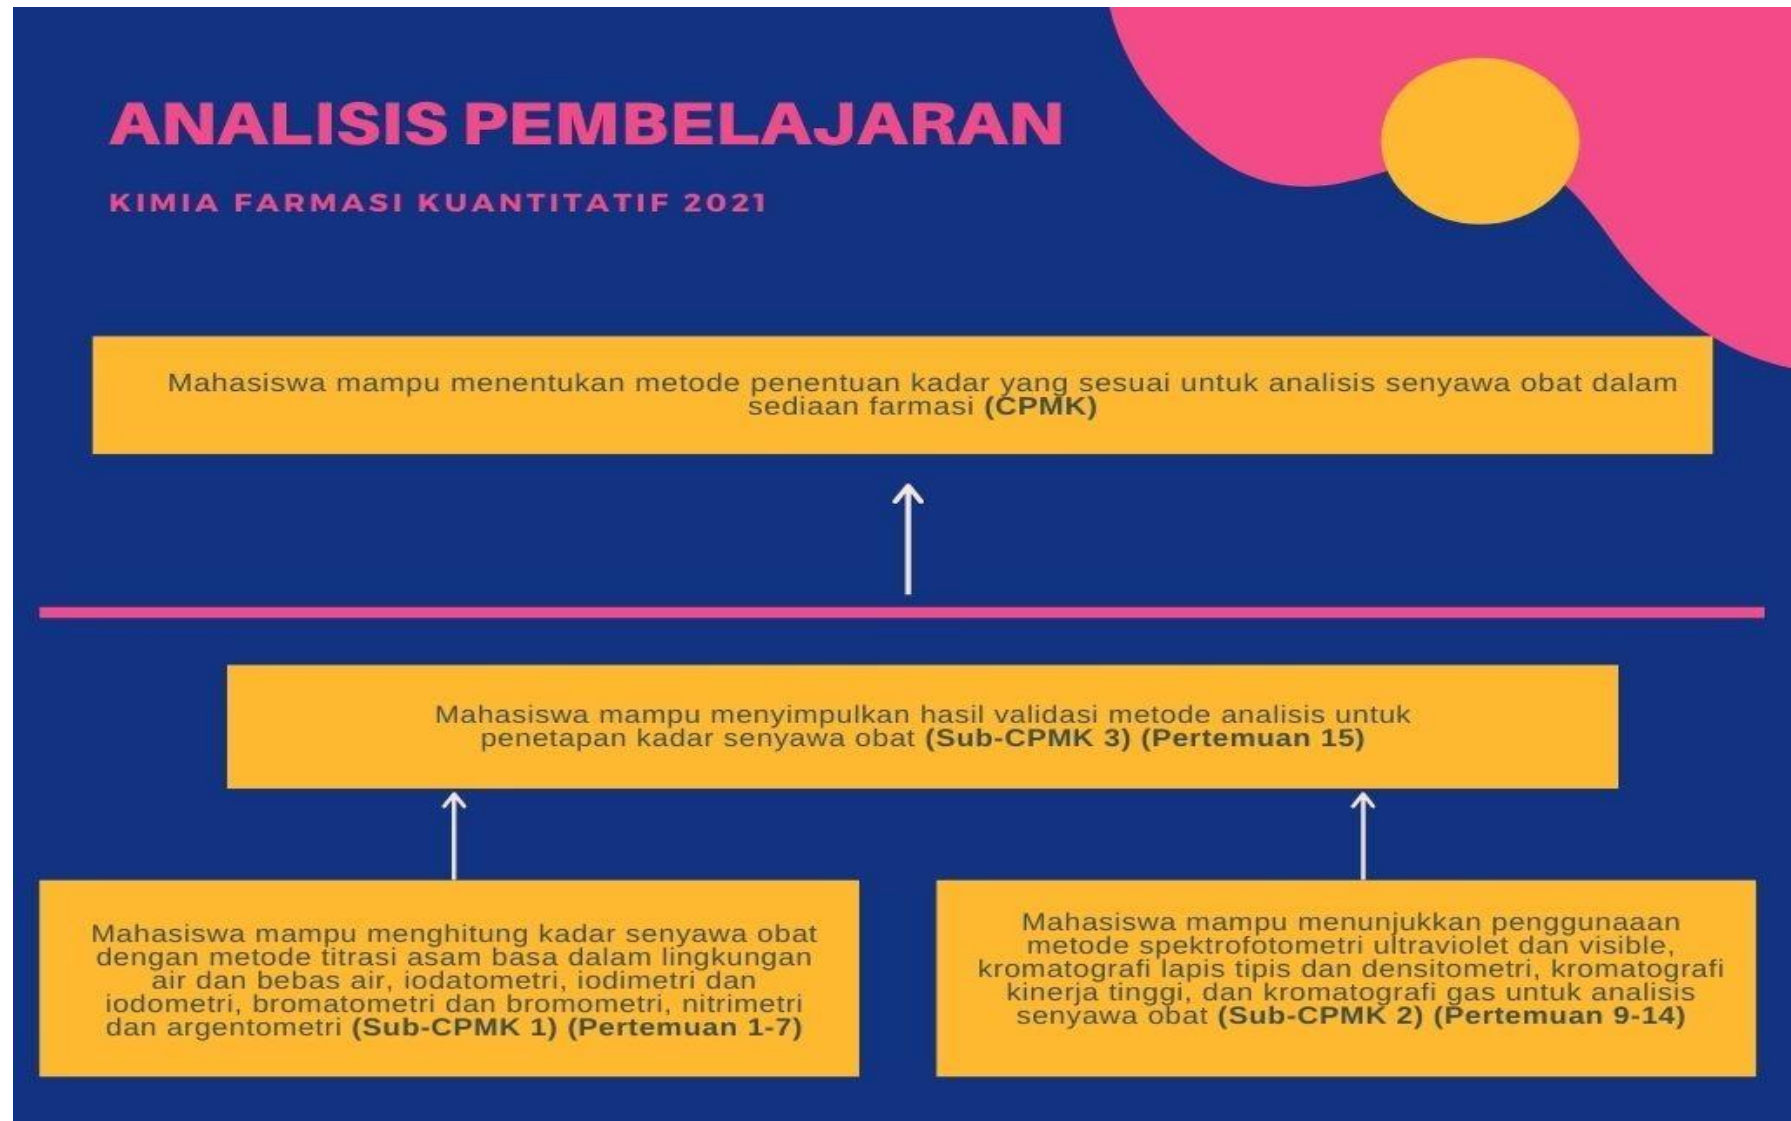 ANALISIS PEMBELAJARAN
KIMIA FARMASI KUANTITATIF 2021
Mahasiswa mampu menentukan metode penentuan kadar yang sesuai untuk analisis senyawa obat dalam
sediaan farmasi (CPMK)
Mahasiswa mampu menyimpulkan hasil validasi metode analisis untuk
penetapan kadar senyawa obat (Sub-CPMK 3) (Pertemuan 15)
Mahasiswa mampu menghitung kadar senyawa obat
dengan metode titrasi asam basa dalam lingkungan
air dan bebas air, iodatometri, iodimetri dan
iodometri, bromatometri dan bromometri, nitrimetri
dan argentometri (Sub-CPMK 1) (Pertemuan 1-7)
Mahasiswa mampu menunjukkan penggunaaan
metode spektrofotometri ultraviolet dan visible,
kromatografi lapis tipis dan densitometri, kromatografi
kinerja tinggi, dan kromatografi gas untuk analisis
senyawa obat (Sub-CPMK 2) (Pertemuan 9-14)